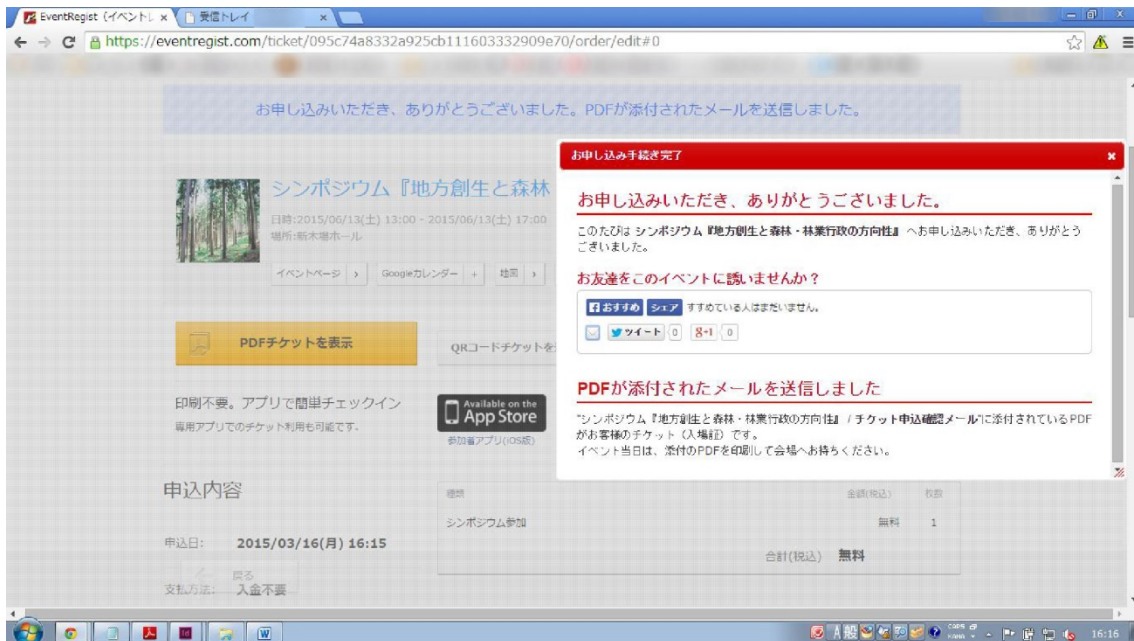 EventRegist（イベントレ
受信トレイ
https://eventregist.com/ticket/095c74a8332a925cb111603332909e70/order/edit#0
お申し込みいただき、ありがとうございました。PDFが添付されたメールを送信しました。
シンポジウム『地方創生と森林
日時:2015/06/13(土) 13:00 - 2015/06/13(土) 17:00
場所:新木場ホール
イベントページ
Googleカレンダー +
地図
PDFチケットを表示
QRコードチケットを
印刷不要。アプリで簡単チェックイン
専用アプリでのチケット利用も可能です。
Available on the
App Store
参加者アプリ(iOS版)
申込内容
種類 金額(税込) 枚数
シンポジウム参加 無料 1
合計(税込) 無料
申込日: 2015/03/16(月) 16:15
戻る
支払方法: 入金不要
お申し込み手続き完了
お申し込みいただき、ありがとうございました。
このたびは シンポジウム『地方創生と森林・林業行政の方向性』 へお申し込みいただき、ありがとう
ございました。
お友達をこのイベントに誘いませんか？
おすすめ シェア すすめている人はまだいません。
ツイート 0 g+1 0
PDFが添付されたメールを送信しました
"シンポジウム『地方創生と森林・林業行政の方向性』 / チケット申込確認メール"に添付されているPDF
がお客様のチケット（入場証）です。
イベント当日は、添付のPDFを印刷して会場へお持ちください。
A 般
CAPS
KANA
16:16